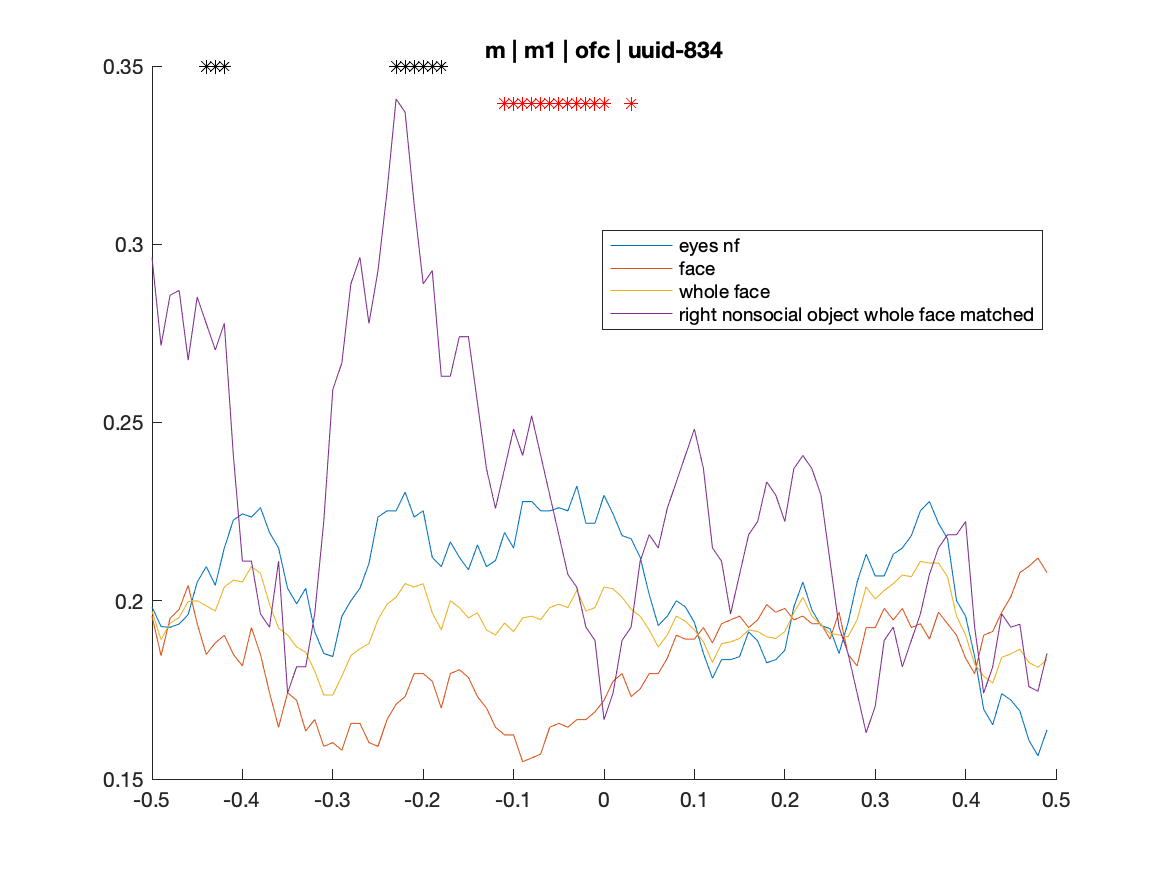 m | m1 | ofc | uuid-834
0.35
0.3
0.25
0.2
0.15
eyes nf
face
whole face
right nonsocial object whole face matched
-0.5 -0.4 -0.3 -0.2 -0.1 0 0.1 0.2 0.3 0.4 0.5